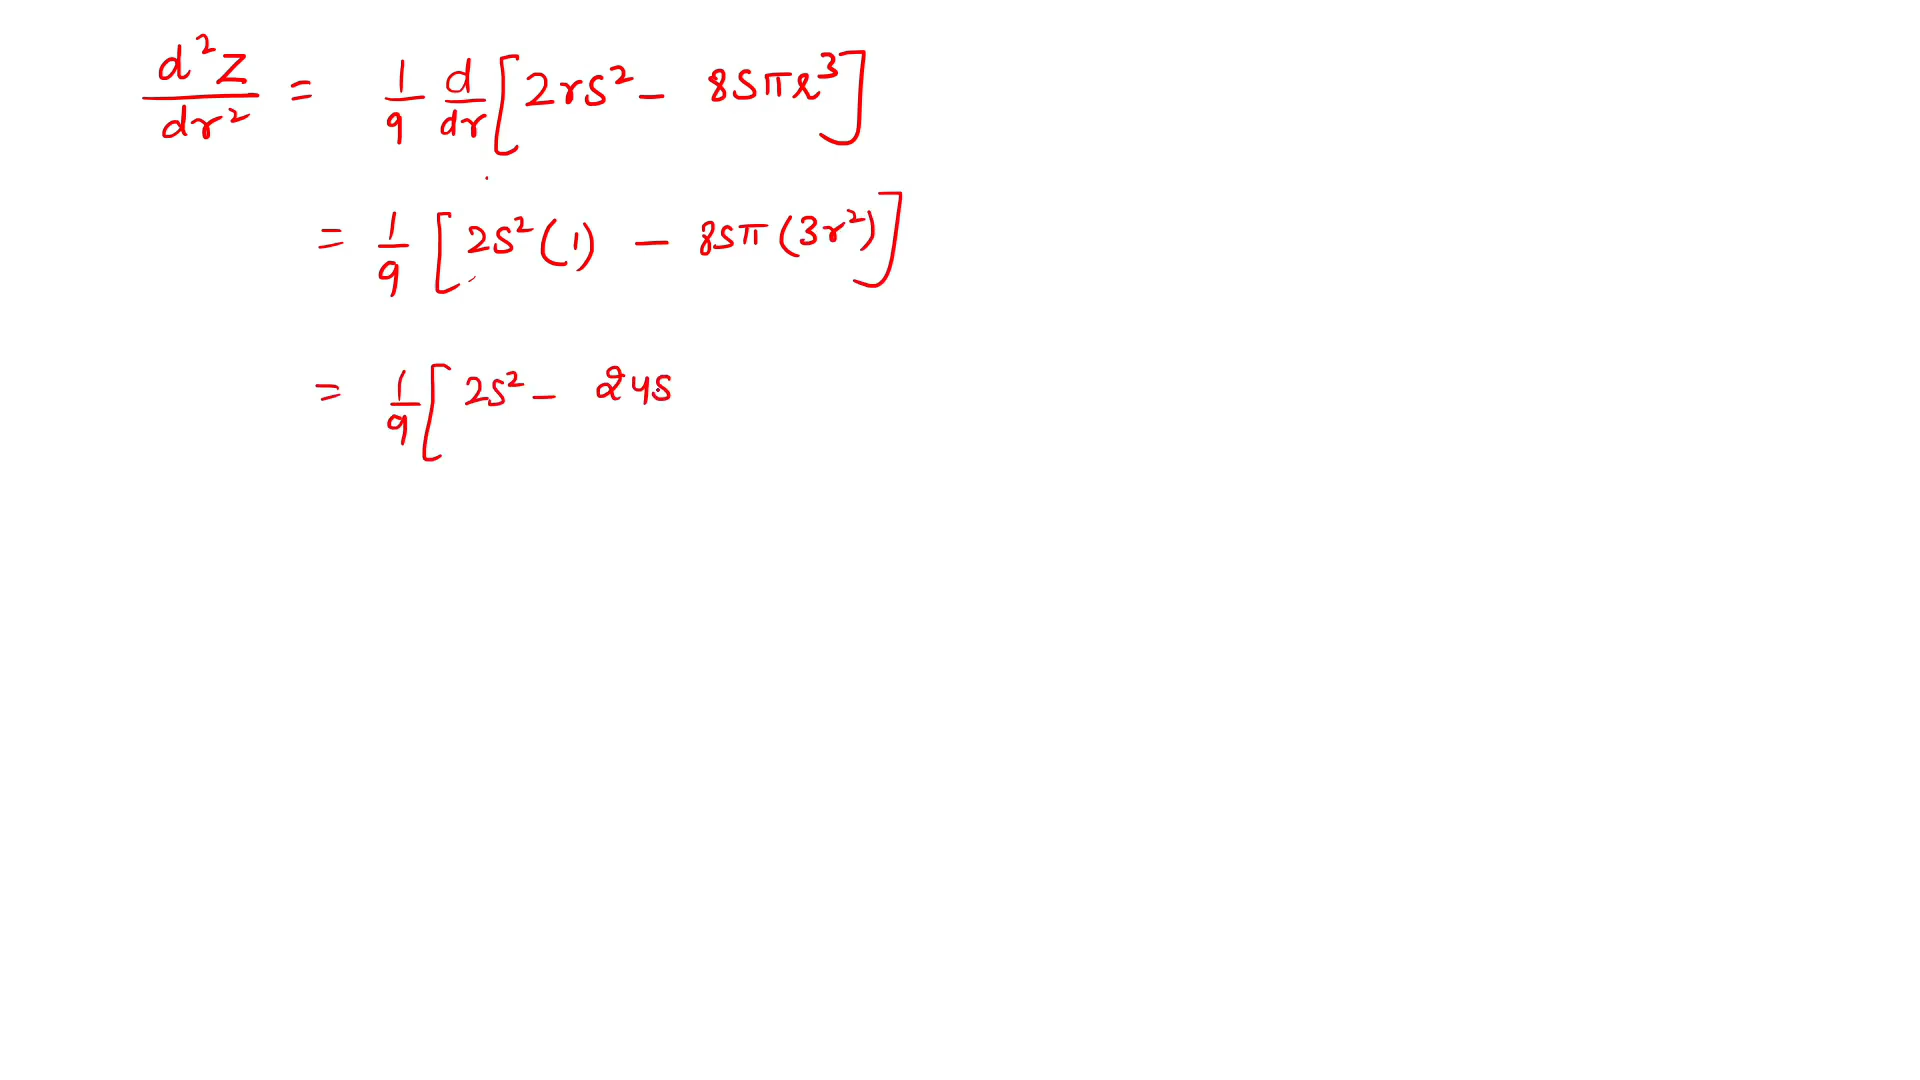 d²z/dr² = 1/9 d/dr [2rs² - 8sπr³]
= 1/9 [2s²(1) - 8sπ(3r²)]
= 1/9 [2s² - 24s